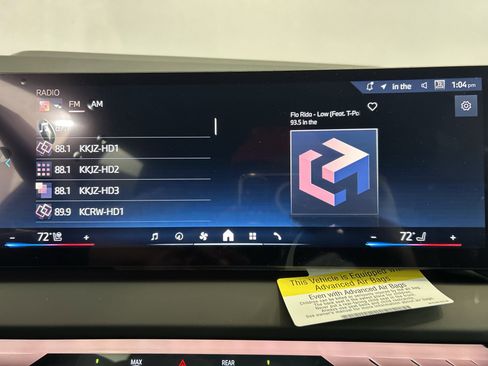 RADIO
in the 1:04 PM
FM AM
Flo Rida - Low [Feat. T-Pa
93.5 In the
88.1 KKJZ-HD1
88.1 KKJZ-HD2
88.1 KKJZ-HD3
89.9 KCRW-HD1
- 72° +
- 72° +
This Vehicle is Equipped with
Advanced Air Bags
Even with Advanced Air Bags
MAX
REAR